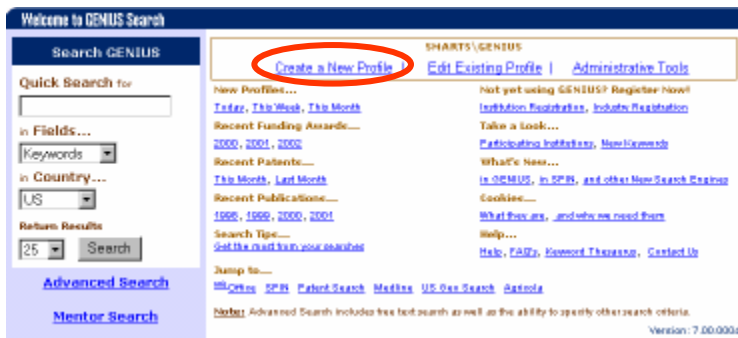 Welcome to GENIUS Search
Search GENIUS
Quick Search for
in Fields...
Keywords
in Country...
US
Return Results
25 Search
Advanced Search
Mentor Search
SMARTS\GENIUS
Create a New Profile | Edit Existing Profile | Administrative Tools
New Profiles...
Today, This Week, This Month
Recent Funding Awards...
2000, 2001, 2002
Recent Patents...
This Month, Last Month
Recent Publications...
1998, 1999, 2000, 2001
Search Tips...
Get the most from your searches
Not yet using GENIUS? Register Now!
Institution Registration, Industry Registration
Take a Look...
Participating Institutions, New Keywords
What's New...
in GENIUS, in SPIN, and other New Search Engines
Cookies...
What they are, and why we need them
Help...
Help, FAQ's, Keyword Thesaurus, Contact Us
Jump to...
Office SPIN Patent Search Medline US Gov Search Agricola
Note: Advanced Search includes free text search as well as the ability to specify other search criteria.
Version: 7.00.000